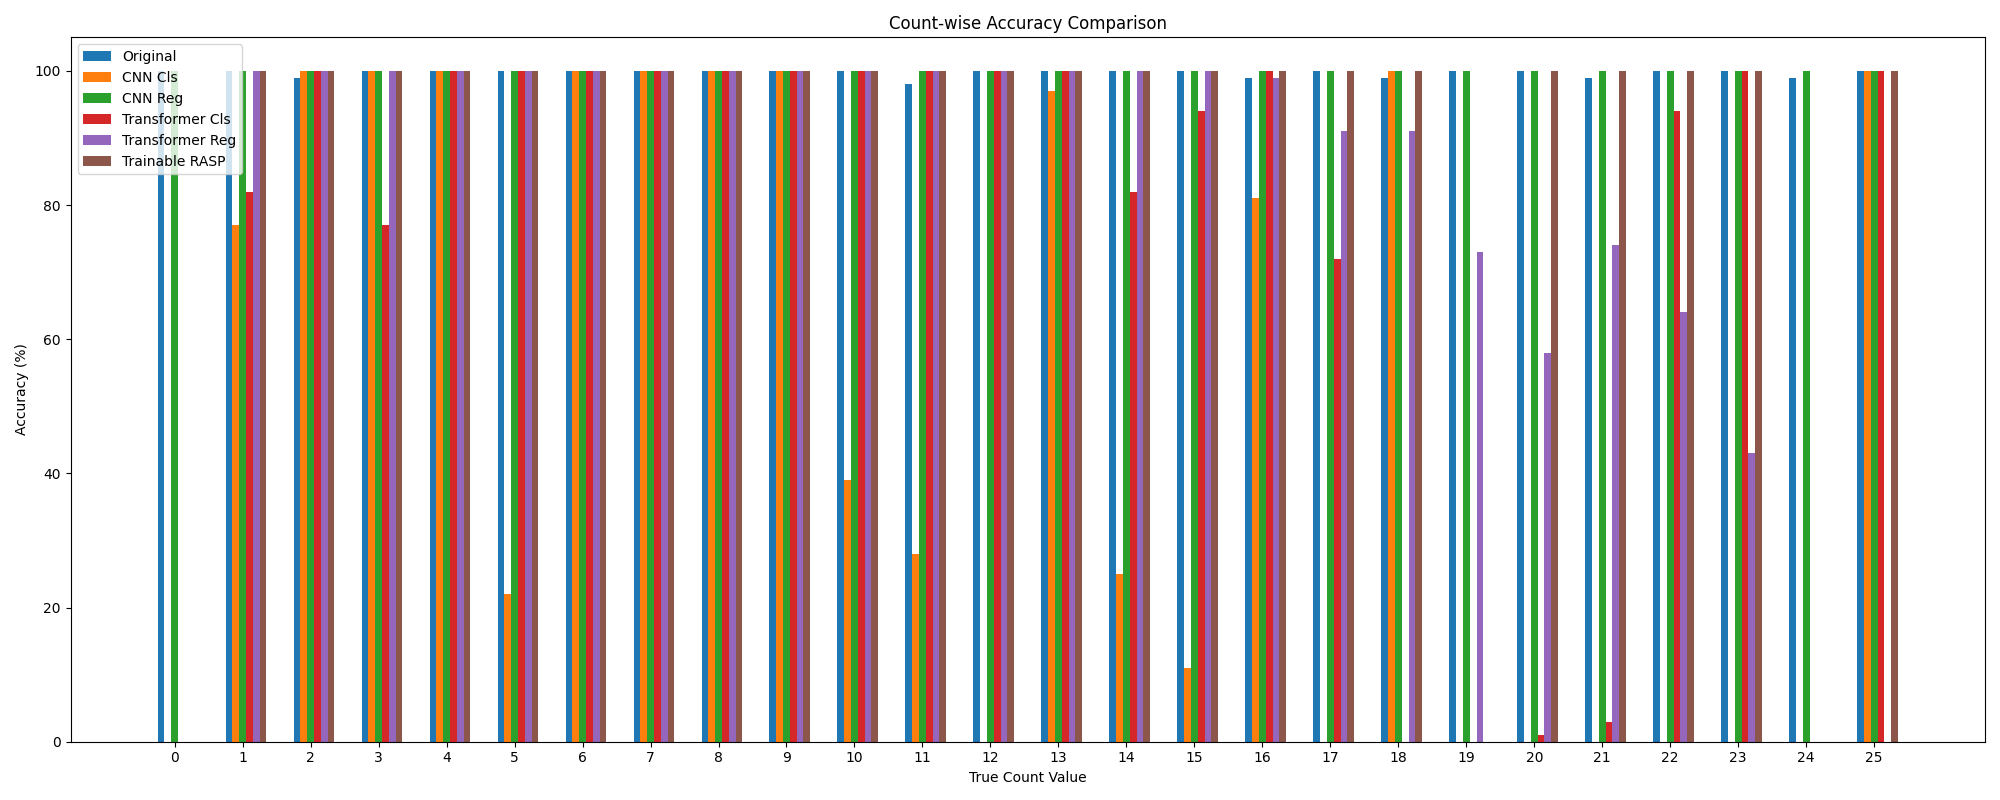 Count-wise Accuracy Comparison
Original
CNN Cls
CNN Reg
Transformer Cls
Transformer Reg
Trainable RASP
Accuracy (%)
100
80
60
40
20
0
0 1 2 3 4 5 6 7 8 9 10 11 12 13 14 15 16 17 18 19 20 21 22 23 24 25
True Count Value